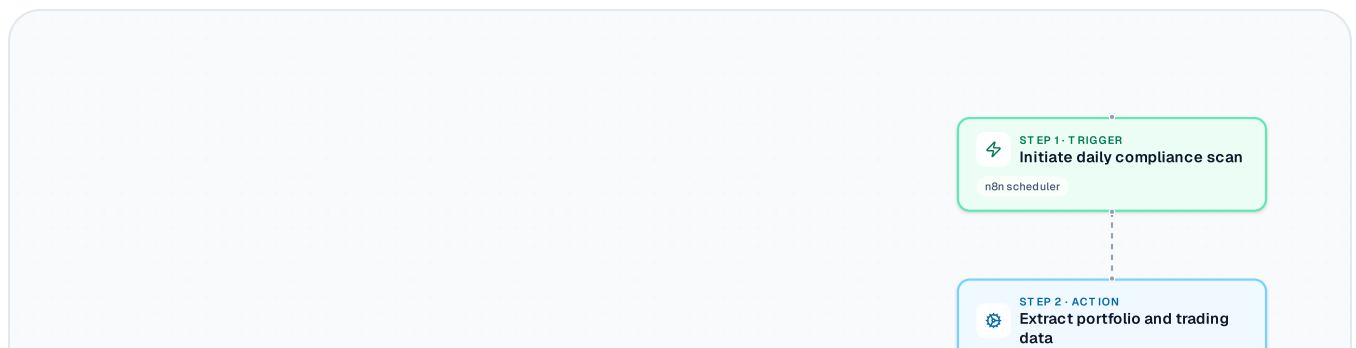 STEP 1 · TRIGGER
Initiate daily compliance scan
n8n scheduler
STEP 2 · ACTION
Extract portfolio and trading
data